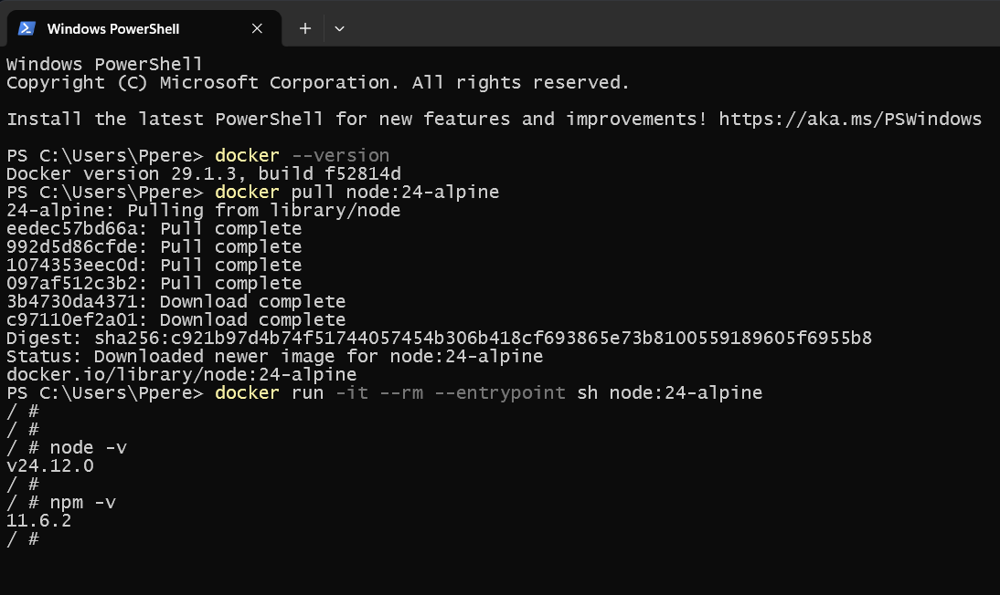 Windows PowerShell
Windows PowerShell
Copyright (C) Microsoft Corporation. All rights reserved.
Install the latest PowerShell for new features and improvements! https://aka.ms/PSWindows
PS C:\Users\Ppere> docker --version
Docker version 29.1.3, build f52814d
PS C:\Users\Ppere> docker pull node:24-alpine
24-alpine: Pulling from library/node
eedec57bd66a: Pull complete
992d5d86cfde: Pull complete
1074353eec0d: Pull complete
097af512c3b2: Pull complete
3b4730da4371: Download complete
c97110ef2a01: Download complete
Digest: sha256:c921b97d4b74f51744057454b306b418cf693865e73b8100559189605f6955b8
Status: Downloaded newer image for node:24-alpine
docker.io/library/node:24-alpine
PS C:\Users\Ppere> docker run -it --rm --entrypoint sh node:24-alpine
/ #
/ #
/ # node -v
v24.12.0
/ #
/ # npm -v
11.6.2
/ #